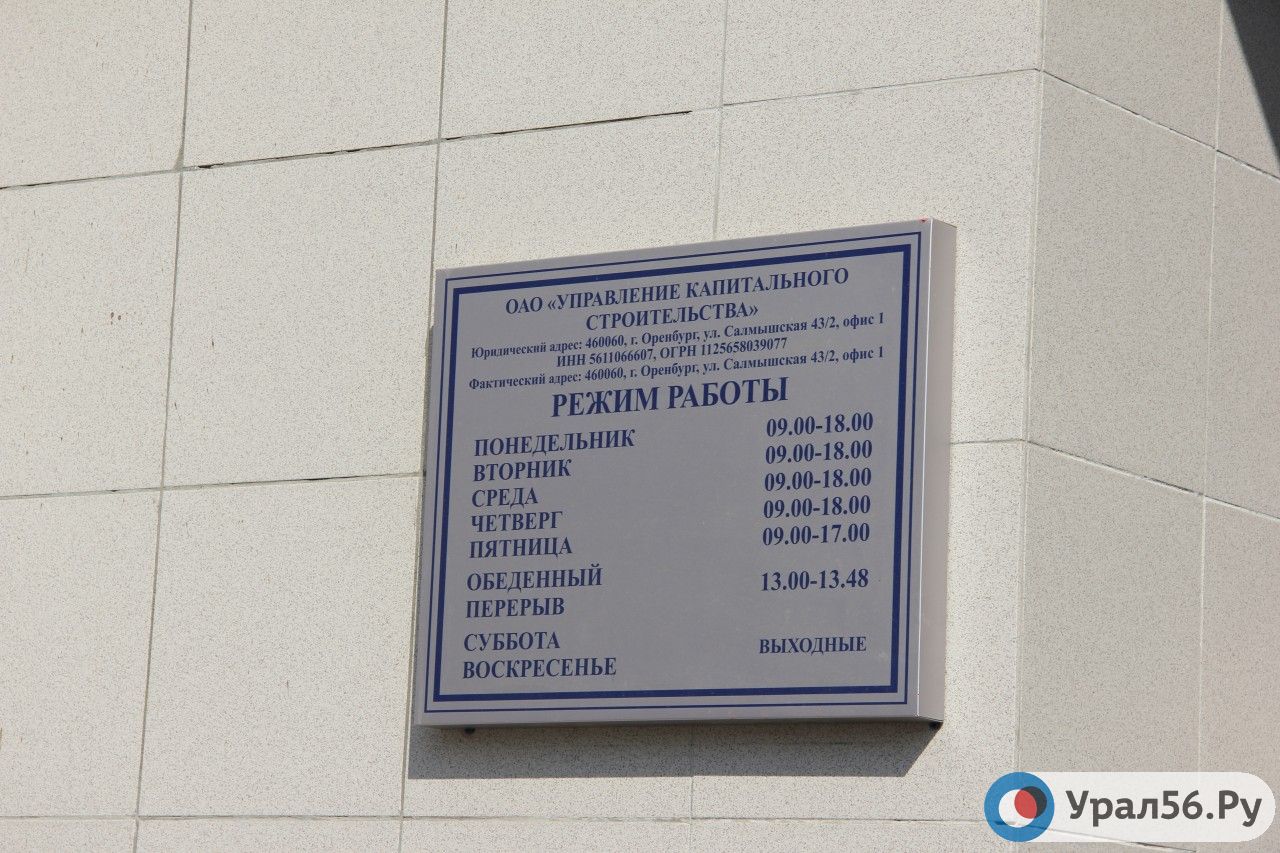 ОАО «УПРАВЛЕНИЕ КАПИТАЛЬНОГО
СТРОИТЕЛЬСТВА»
Юридический адрес: 460060, г. Оренбург, ул. Салмышская 43/2, офис 1
ИНН 5611066607, ОГРН 1125658039077
Фактический адрес: 460060, г. Оренбург, ул. Салмышская 43/2, офис 1
РЕЖИМ РАБОТЫ
ПОНЕДЕЛЬНИК 09.00-18.00
ВТОРНИК 09.00-18.00
СРЕДА 09.00-18.00
ЧЕТВЕРГ 09.00-18.00
ПЯТНИЦА 09.00-17.00
ОБЕДЕННЫЙ 13.00-13.48
ПЕРЕРЫВ
СУББОТА ВЫХОДНЫЕ
ВОСКРЕСЕНЬЕ
Урал56.Ру